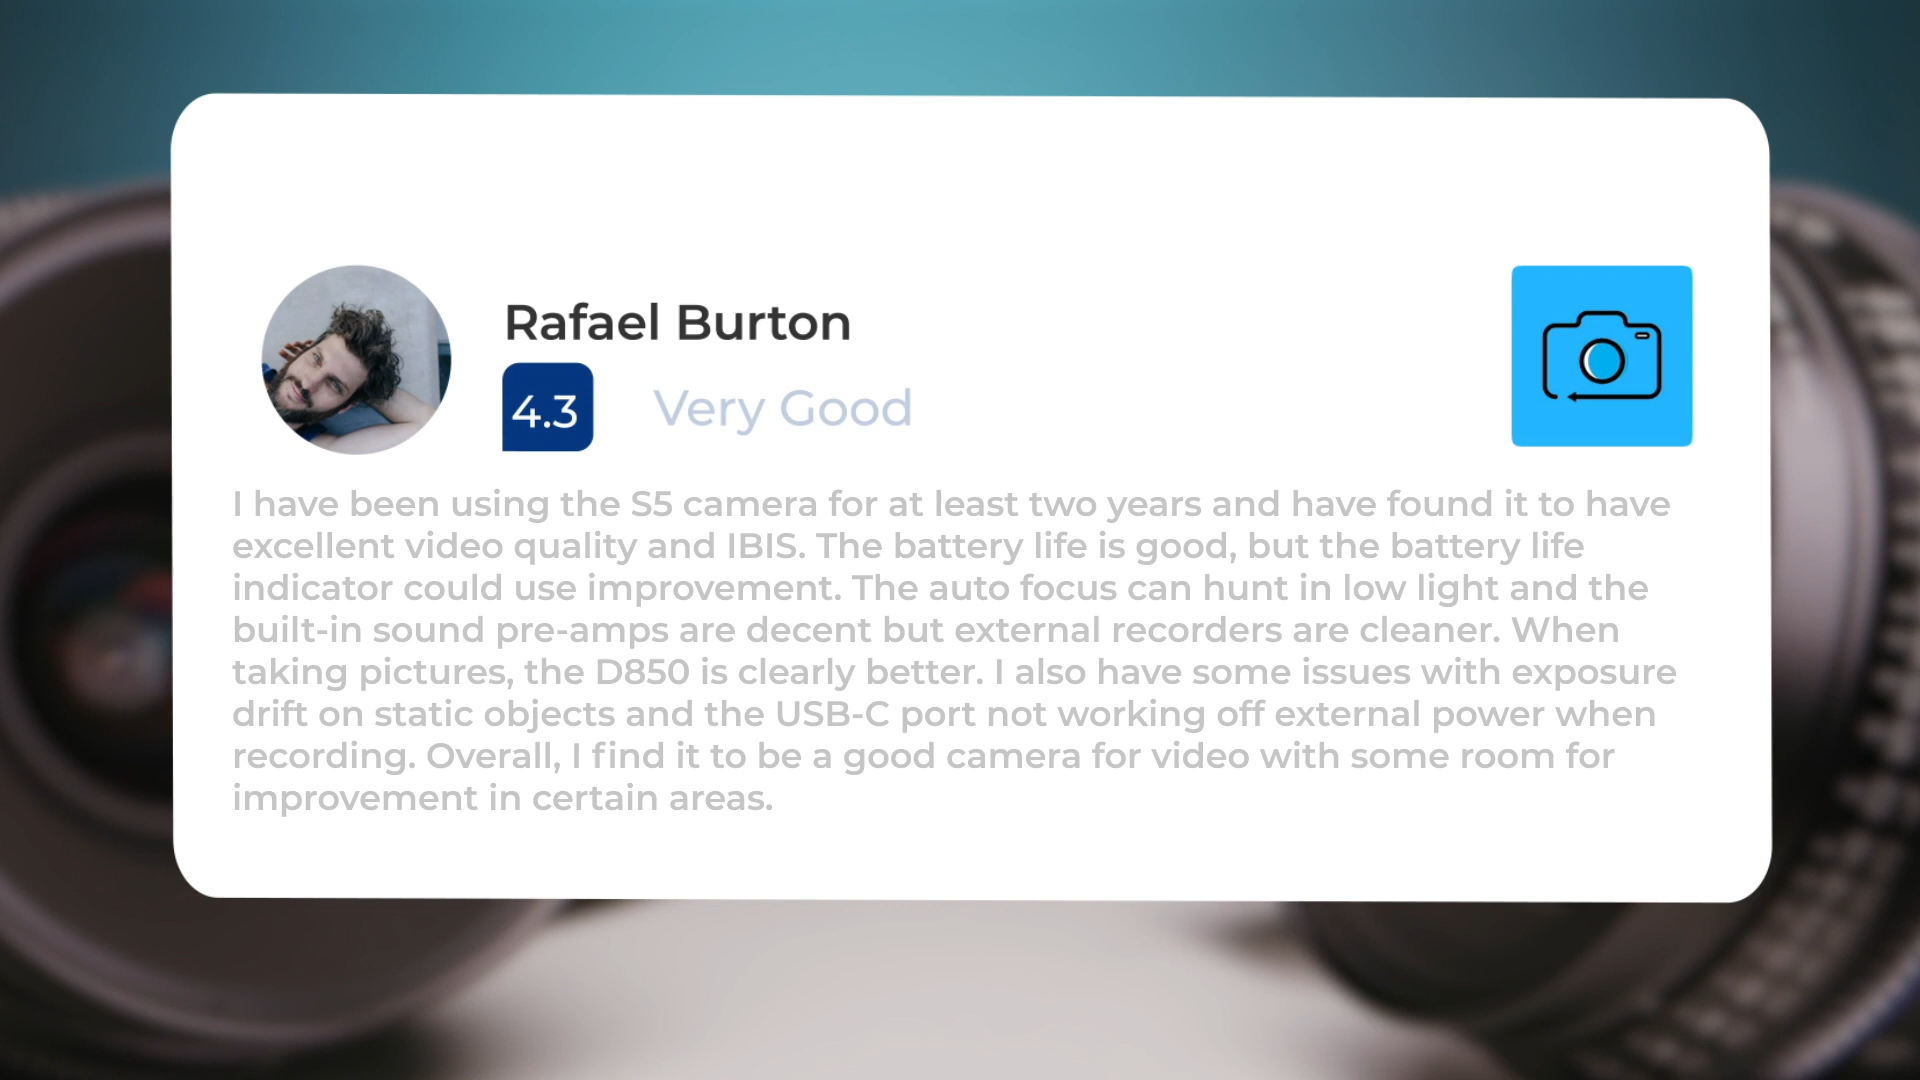 Rafael Burton
4.3
Very Good
I have been using the S5 camera for at least two years and have found it to have
excellent video quality and IBIS. The battery life is good, but the battery life
indicator could use improvement. The auto focus can hunt in low light and the
built-in sound pre-amps are decent but external recorders are cleaner. When
taking pictures, the D850 is clearly better. I also have some issues with exposure
drift on static objects and the USB-C port not working off external power when
recording. Overall, I find it to be a good camera for video with some room for
improvement in certain areas.